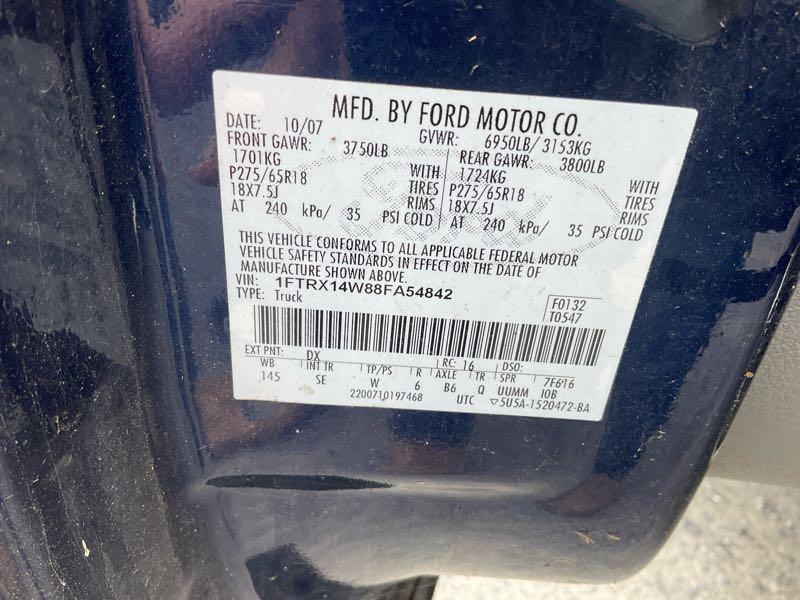 MFD. BY FORD MOTOR CO.
DATE: 10/07 GVWR: 6950LB/ 3153KG
FRONT GAWR: 3750LB REAR GAWR: 3800LB
1701KG WITH 1724KG WITH
P275/65R18 TIRES P275/65R18 TIRES
18X7.5J RIMS 18X7.5J RIMS
AT 240 kPa/ 35 PSI COLD AT 240 kPa/ 35 PSI COLD
THIS VEHICLE CONFORMS TO ALL APPLICABLE FEDERAL MOTOR
VEHICLE SAFETY STANDARDS IN EFFECT ON THE DATE OF
MANUFACTURE SHOWN ABOVE.
VIN: 1FTRX14W88FA54842
TYPE: Truck
F0132
T0547
EXT PNT: DX RC: 16 DSO:
WB INT TR TP/PS R AXLE TR SPR 7F616
145 SE W 6 B6 Q UUMM IOB
2200710197468 UTC ▽5U5A-1520472-BA